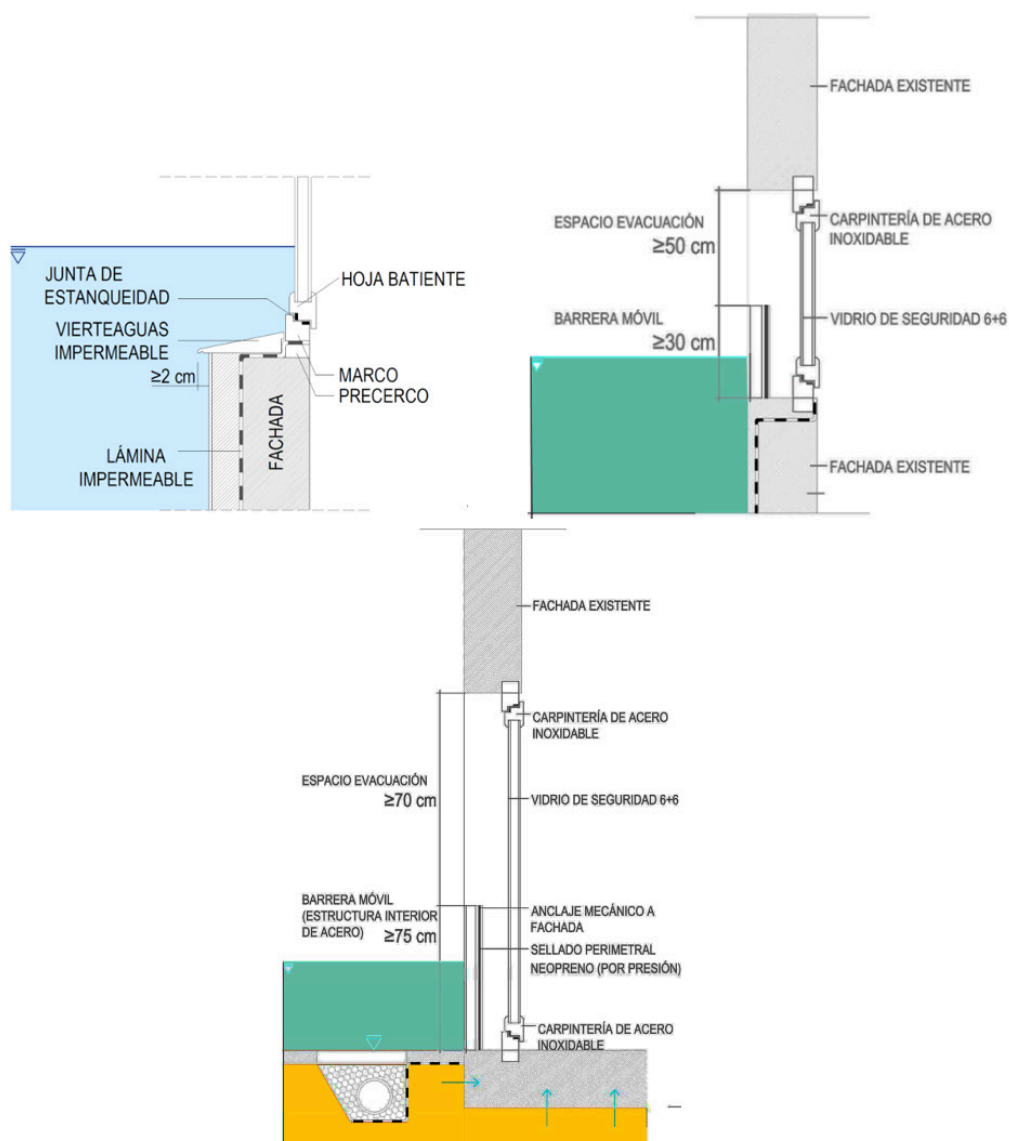 JUNTA DE
ESTANQUEIDAD
VIERTEAGUAS
IMPERMEABLE
≥2 cm
LÁMINA
IMPERMEABLE
HOJA BATIENTE
MARCO
PRECERCO
FACHADA
FACHADA EXISTENTE
ESPACIO EVACUACIÓN
≥50 cm
CARPINTERÍA DE ACERO
INOXIDABLE
BARRERA MÓVIL
≥30 cm
VIDRIO DE SEGURIDAD 6+6
FACHADA EXISTENTE
FACHADA EXISTENTE
CARPINTERÍA DE ACERO
INOXIDABLE
ESPACIO EVACUACIÓN
≥70 cm
VIDRIO DE SEGURIDAD 6+6
BARRERA MÓVIL
(ESTRUCTURA INTERIOR
DE ACERO) ≥75 cm
ANCLAJE MECÁNICO A
FACHADA
SELLADO PERIMETRAL
NEOPRENO (POR PRESIÓN)
CARPINTERÍA DE ACERO
INOXIDABLE